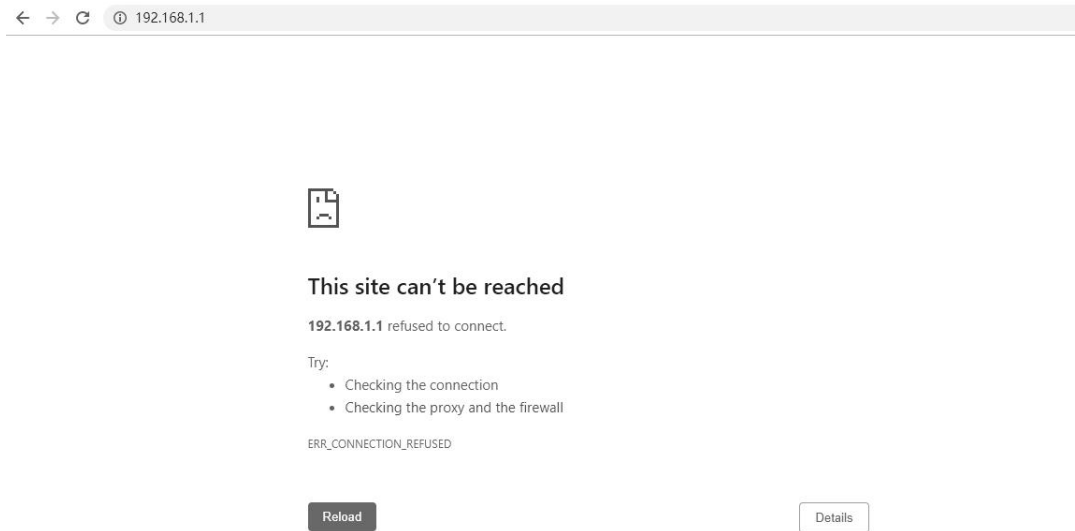 192.168.1.1
This site can't be reached
192.168.1.1 refused to connect.
Try:
• Checking the connection
• Checking the proxy and the firewall
ERR_CONNECTION_REFUSED
Reload
Details